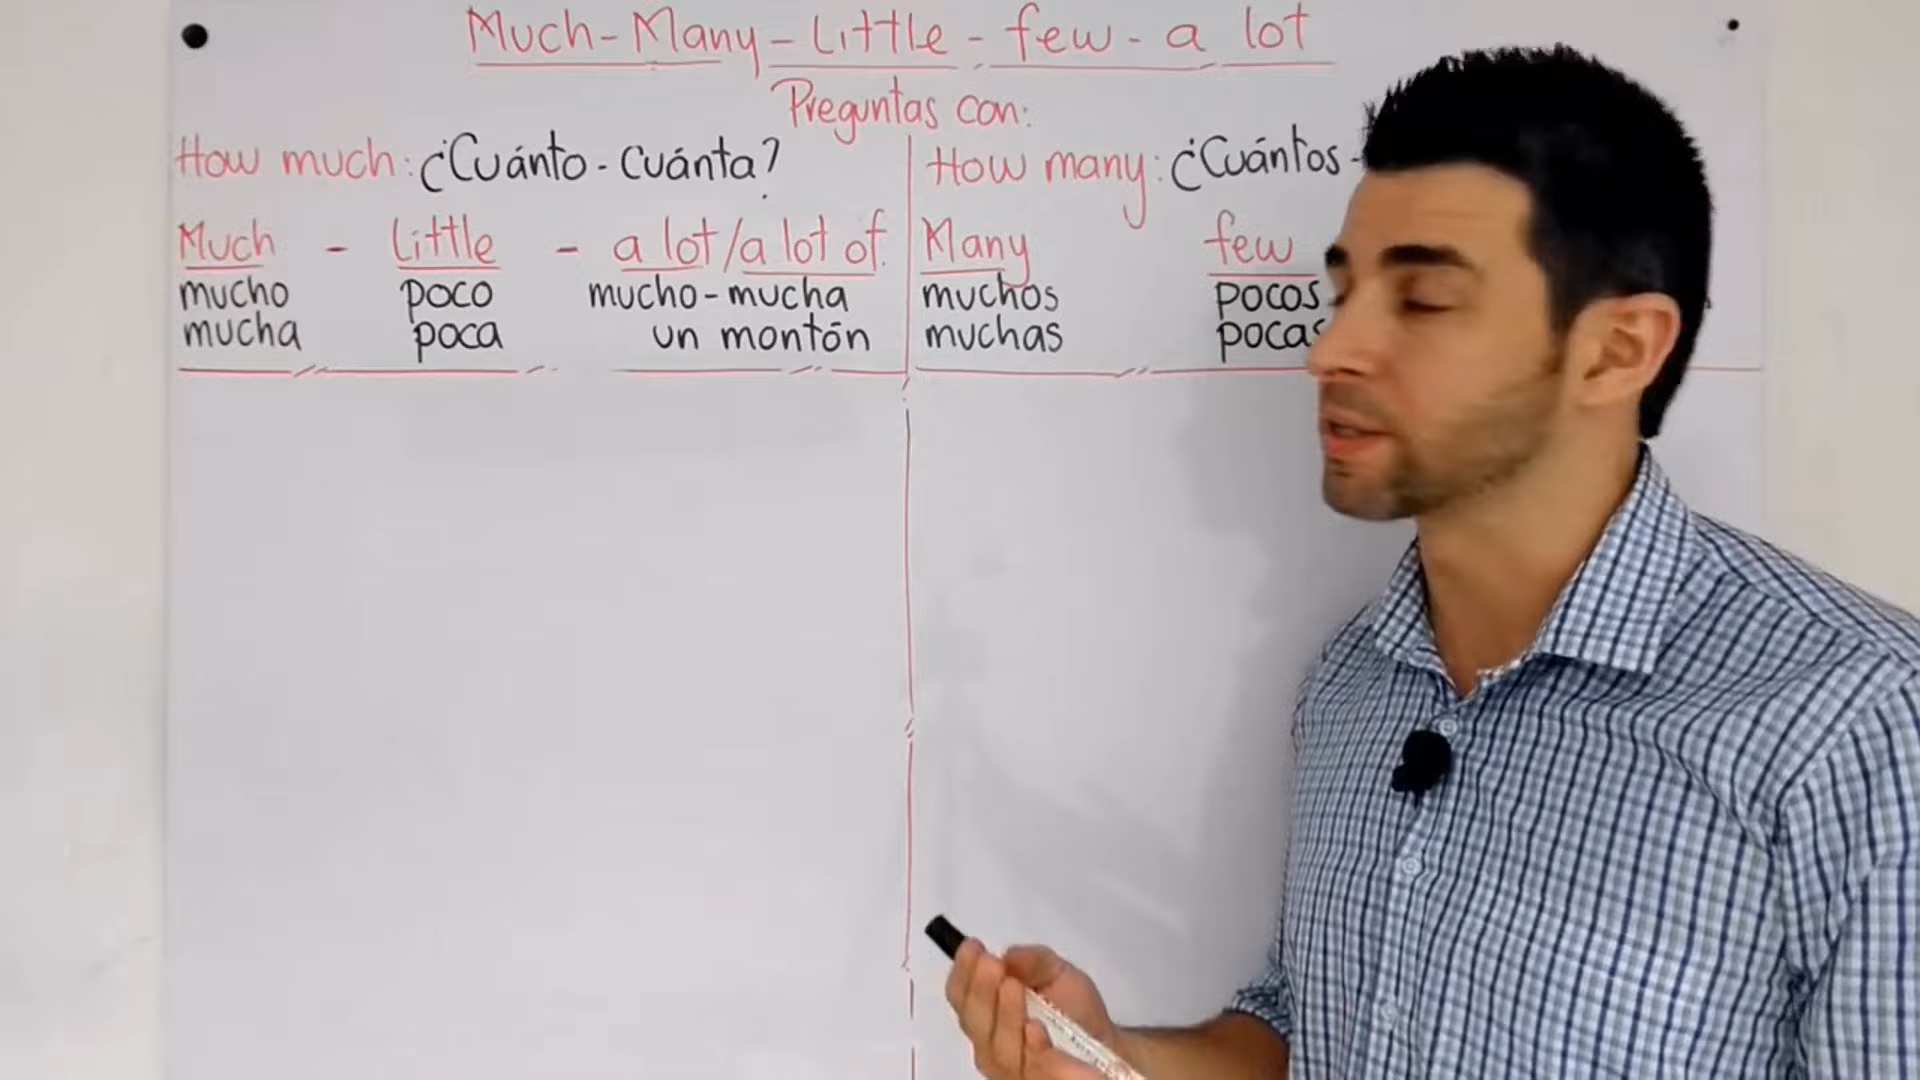 Much - Many - Little - few - a lot
Preguntas con:
How much: ¿Cuánto - Cuánta?
Much - Little - a lot / a lot of.
mucho poco mucho - mucha
mucha poca un montón
How many: ¿Cuántos -
Many few
muchos pocos
muchas pocas